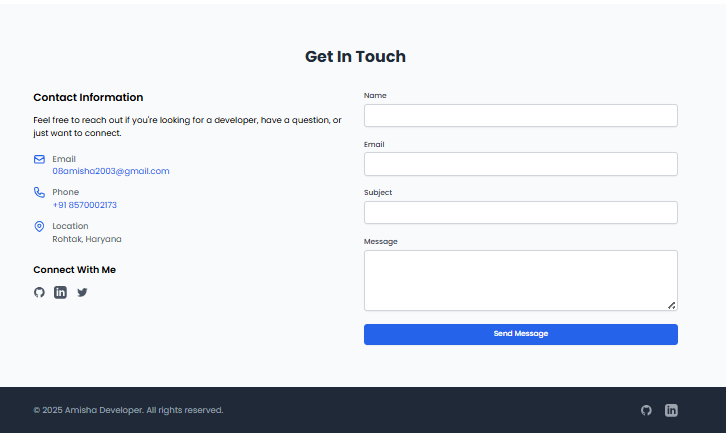 Get In Touch
Contact Information
Feel free to reach out if you're looking for a developer, have a question, or
just want to connect.
Email
08amisha2003@gmail.com
Phone
+91 8570002173
Location
Rohtak, Haryana
Connect With Me
Name
Email
Subject
Message
Send Message
© 2025 Amisha Developer. All rights reserved.